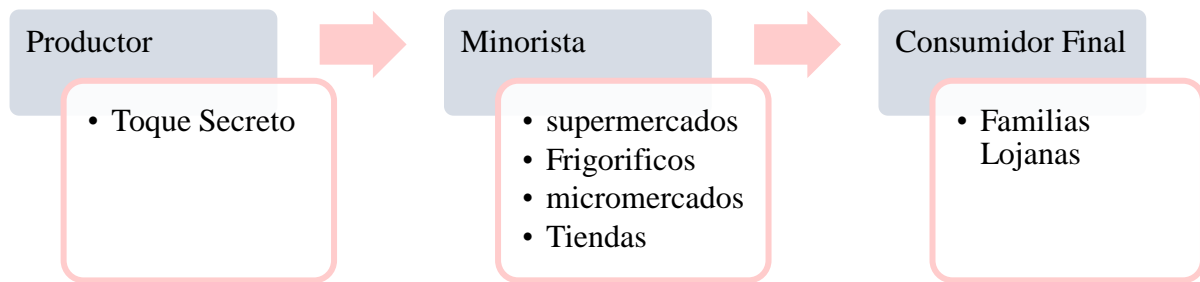 Productor
• Toque Secreto
Minorista
• supermercados
• Frigorificos
• micromercados
• Tiendas
Consumidor Final
• Familias
Lojanas